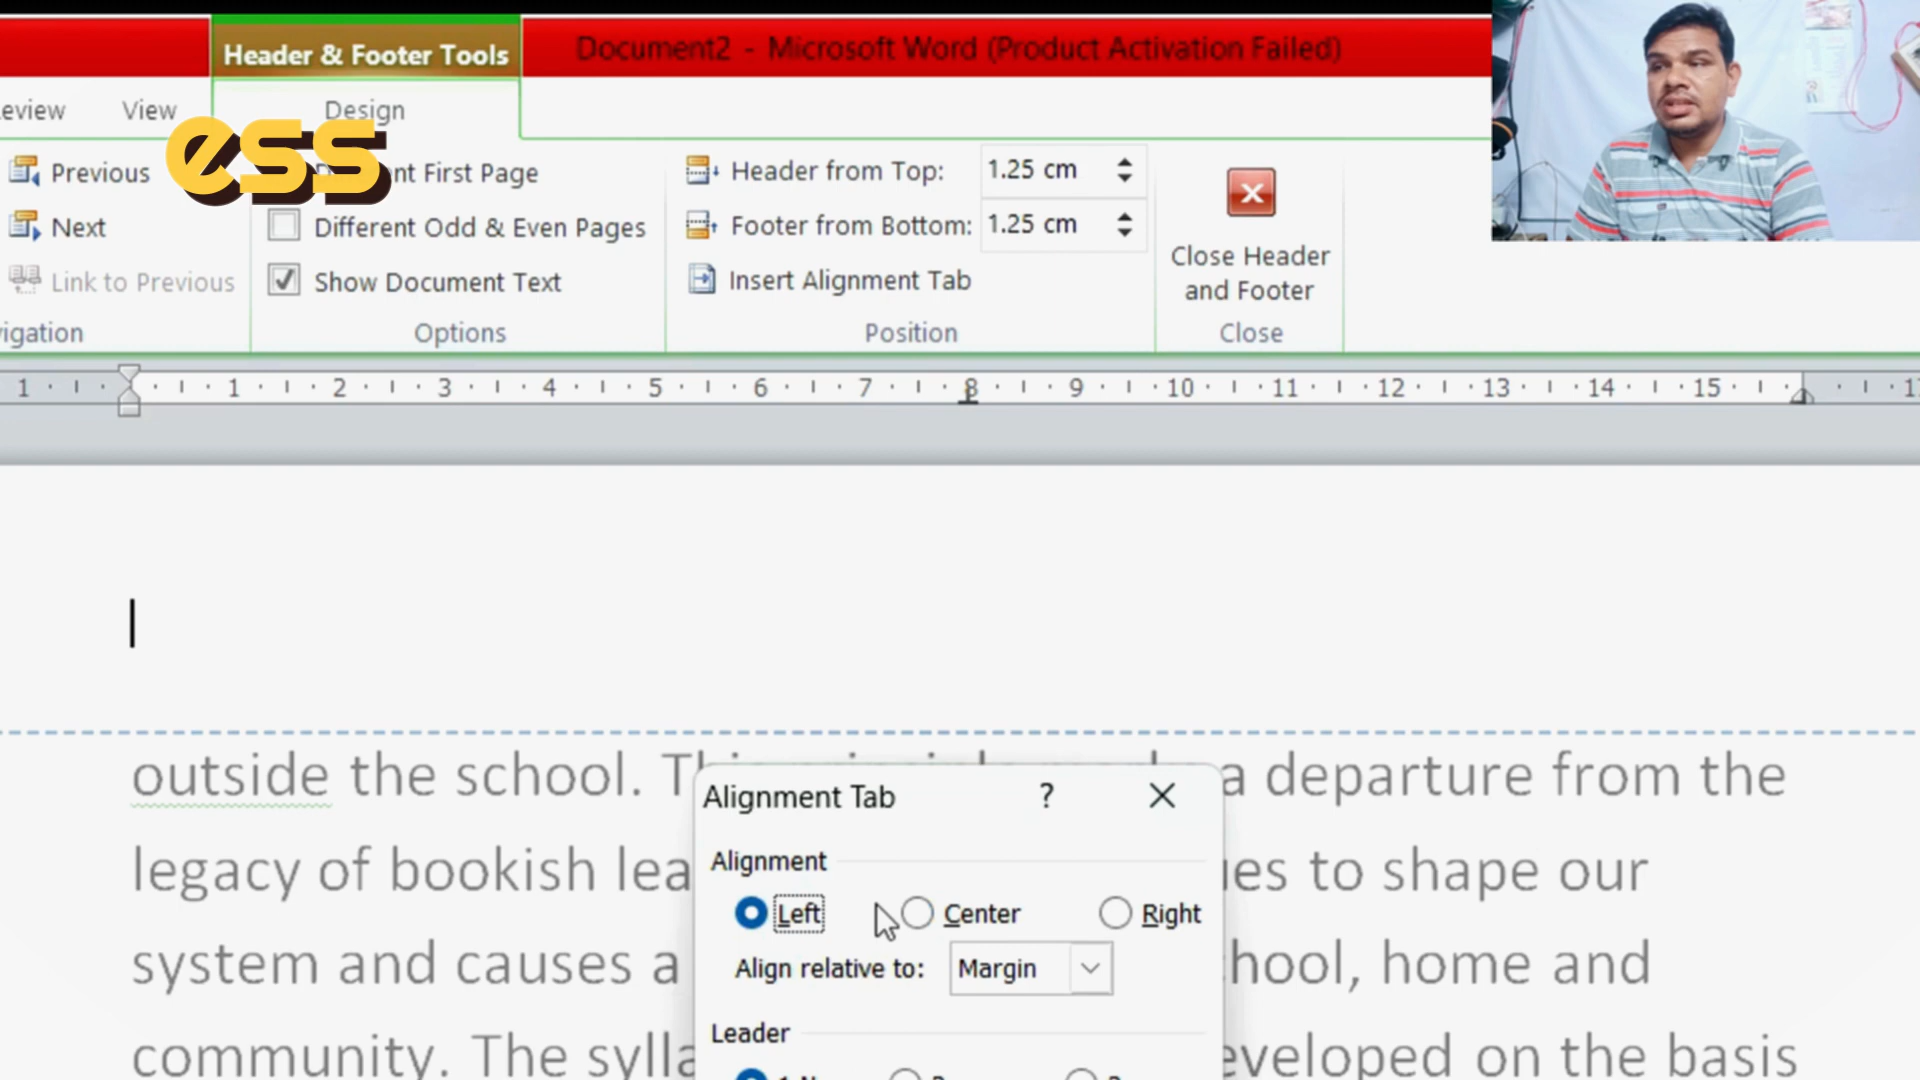 Header & Footer Tools
Document2 - Microsoft Word (Product Activation Failed)
eview View Design
ess
Previous nt First Page Header from Top: 1.25 cm
Next Different Odd & Even Pages Footer from Bottom: 1.25 cm
Link to Previous Show Document Text Insert Alignment Tab
Close Header
and Footer
vigation Options Position Close
1 1 2 3 4 5 6 7 8 9 10 11 12 13 14 15
outside the school. a departure from the
Alignment Tab ?
Alignment
legacy of bookish lea ues to shape our
Left Center Right
system and causes a hool, home and
Align relative to: Margin
Leader
community. The sylla eveloped on the basis